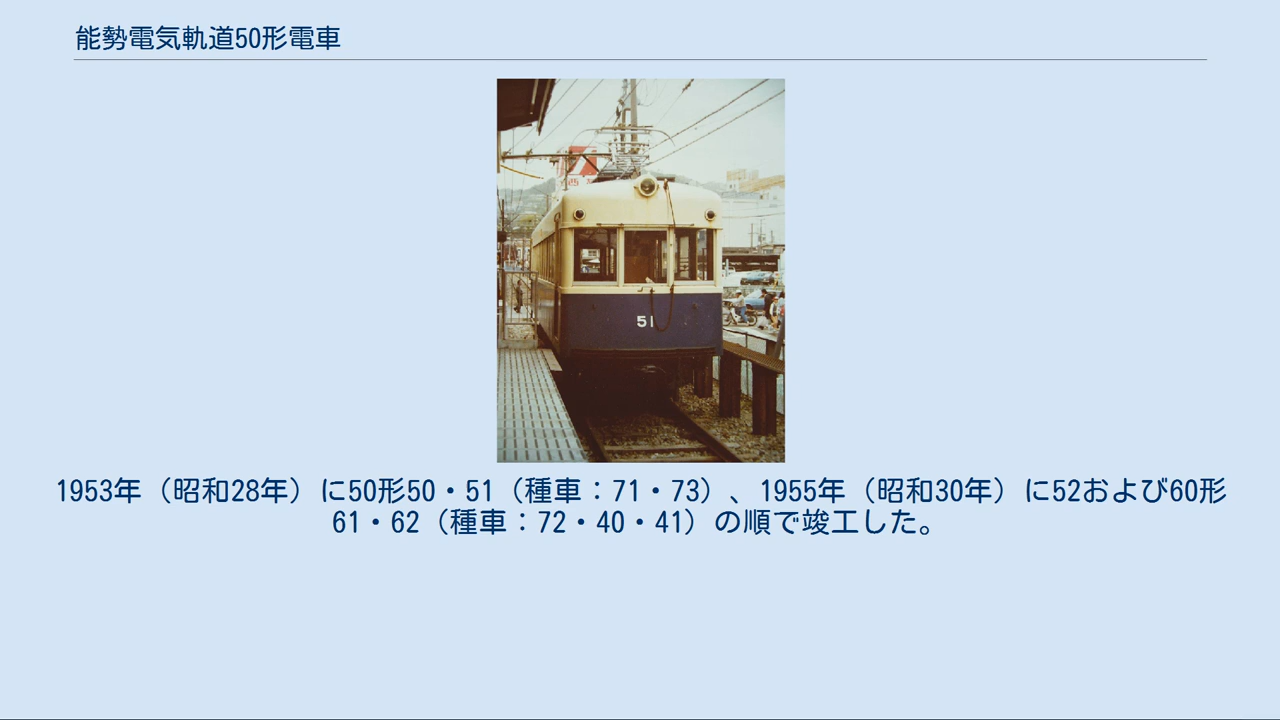 能勢電気軌道50形電車
西
51
1953年（昭和28年）に50形50・51（種車：71・73）、1955年（昭和30年）に52および60形
61・62（種車：72・40・41）の順で竣工した。